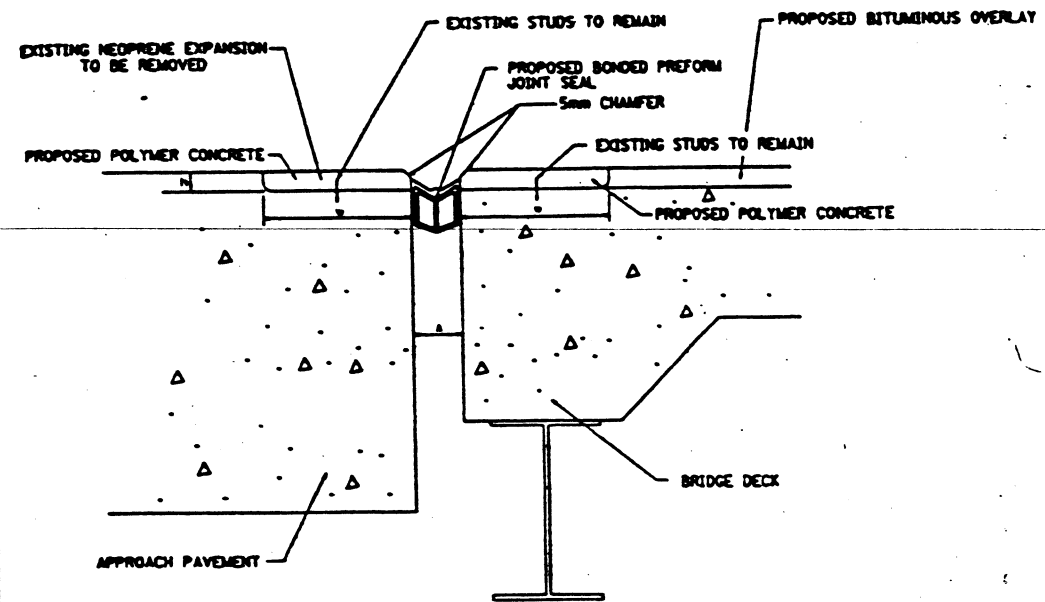 EXISTING STUDS TO REMAIN
PROPOSED BITUMINOUS OVERLAY
EXISTING NEOPRENE EXPANSION
TO BE REMOVED
PROPOSED BONDED PREFORM
JOINT SEAL
5mm CHAMFER
PROPOSED POLYMER CONCRETE
EXISTING STUDS TO REMAIN
PROPOSED POLYMER CONCRETE
BRIDGE DECK
APPROACH PAVEMENT